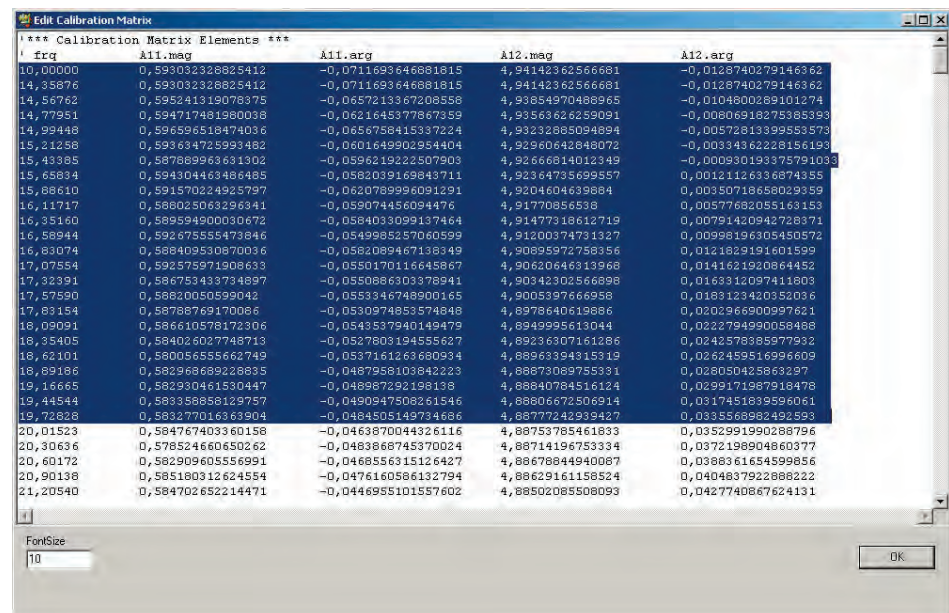 Edit Calibration Matrix
'*** Calibration Matrix Elements ***
' frq A11.mag A11.arg A12.mag A12.arg
10,00000 0,593032328825412 -0,0711693646881815 4,94142362566681 -0,0128740279146362
14,35876 0,593032328825412 -0,0711693646881815 4,94142362566681 -0,0128740279146362
14,56762 0,595241319078375 -0,0657213367208558 4,93854970488965 -0,0104800289101274
14,77951 0,594717481980038 -0,0621645377867359 4,93563626259091 -0,00806918275385393
14,99448 0,596596518474036 -0,0656758415337224 4,93232885094894 -0,00572813399553573
15,21258 0,593634725993482 -0,0601649902954404 4,92960642848072 -0,00334362228156193
15,43385 0,587889963631302 -0,0596219222507903 4,92666814012349 -0,000930193375791033
15,65834 0,594304463486485 -0,0582039169843711 4,92364735699557 0,00121126336874355
15,88610 0,591570224925797 -0,0620789996091291 4,9204604639884 0,00350718658029359
16,11717 0,588025063296341 -0,059074456094476 4,91770856538 0,00577682055163153
16,35160 0,589594900030672 -0,0584033099137464 4,91477318612719 0,00791420942728371
16,58944 0,592675555473846 -0,0549985257060599 4,91200374731327 0,00998196305450572
16,83074 0,588409530870036 -0,0582089467138349 4,90895972758356 0,0121829191601599
17,07554 0,592575971908633 -0,0550170116645867 4,90620646313968 0,0141621920864452
17,32391 0,586753433734897 -0,0550886303378941 4,90342302566898 0,0163312097411803
17,57590 0,58820050599042 -0,0553346748900165 4,9005397666958 0,0183123420352036
17,83154 0,58788769170086 -0,0530974853574848 4,8978640619886 0,0202966900997621
18,09091 0,586610578172306 -0,0543537940149479 4,8949995613044 0,0222794990058488
18,35405 0,584026027748713 -0,0527803194555627 4,89236307161286 0,0242578385977932
18,62101 0,580056555662749 -0,0537161263680934 4,88963394315319 0,0262459516996609
18,89186 0,582968689228835 -0,0487958103842223 4,88873089755331 0,028050425863297
19,16665 0,582930461530447 -0,048987292198138 4,88840784516124 0,0299171987918478
19,44544 0,583358858129757 -0,0490947508261546 4,88806672506914 0,0317451839596061
19,72828 0,583277016363904 -0,0484505149734686 4,88777242939427 0,0335568982492593
20,01523 0,584767403360158 -0,0463870044326116 4,88753785461833 0,0352991990288796
20,30636 0,578524660650262 -0,0483868745370024 4,88714196753334 0,0372198904860377
20,60172 0,582909605556991 -0,0468556315126427 4,88678844940087 0,0388361654599856
20,90138 0,585180312624554 -0,0476160586132794 4,88629161158524 0,0404837922888222
21,20540 0,584702652214471 -0,0446955101557602 4,88502085508093 0,0427740867624131
FontSize
10
OK